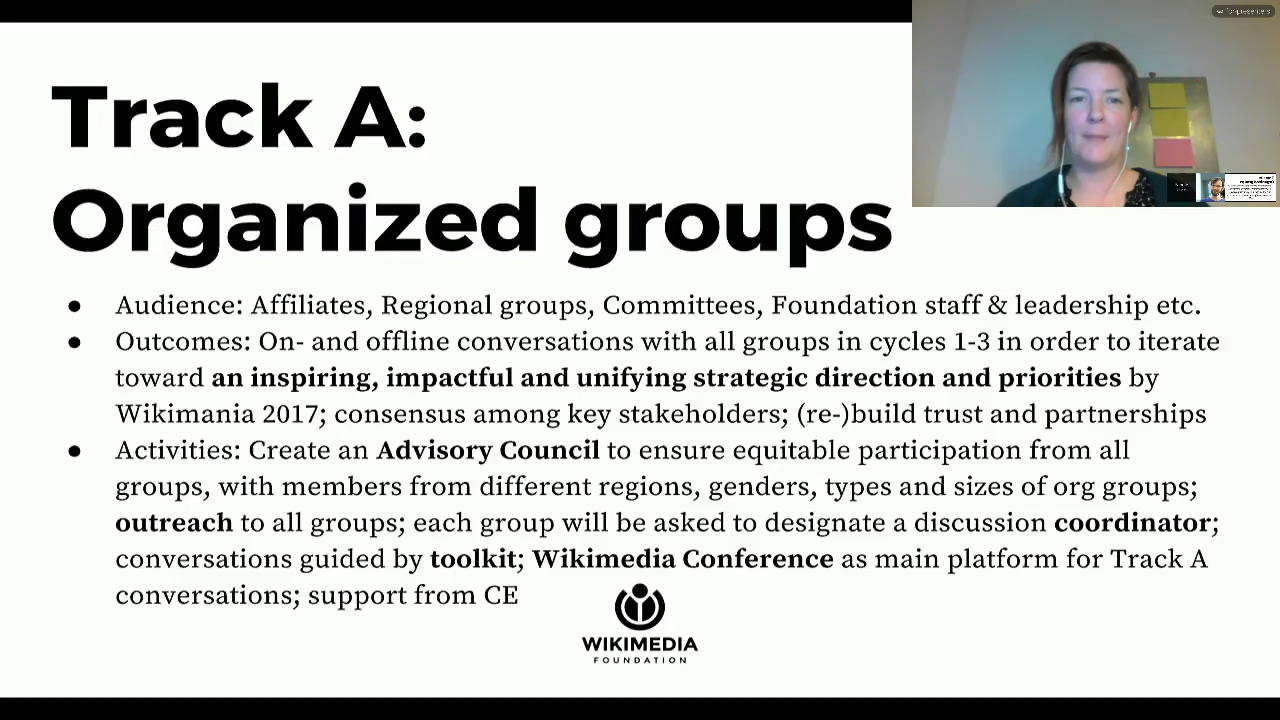 for-presenters
Track A:
Organized groups
● Audience: Affiliates, Regional groups, Committees, Foundation staff & leadership etc.
● Outcomes: On- and offline conversations with all groups in cycles 1-3 in order to iterate
toward an inspiring, impactful and unifying strategic direction and priorities by
Wikimania 2017; consensus among key stakeholders; (re-)build trust and partnerships
● Activities: Create an Advisory Council to ensure equitable participation from all
groups, with members from different regions, genders, types and sizes of org groups;
outreach to all groups; each group will be asked to designate a discussion coordinator;
conversations guided by toolkit; Wikimedia Conference as main platform for Track A
conversations; support from CE
WIKIMEDIA
FOUNDATION